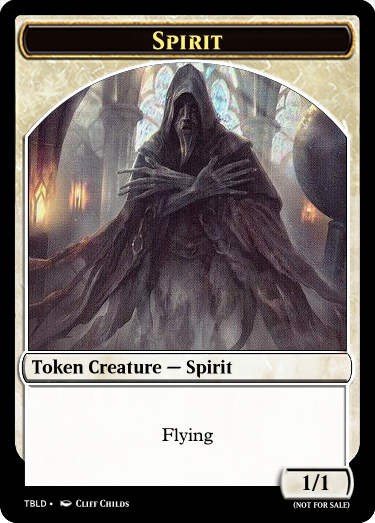 Spirit
Token Creature — Spirit
Flying
1/1
TBLD • Cliff Childs
(NOT FOR SALE)